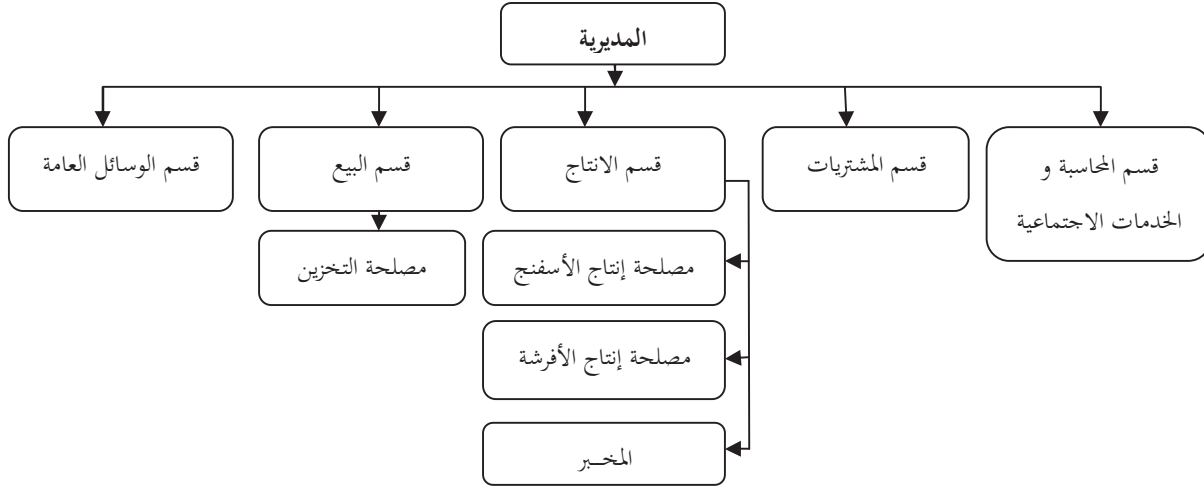 المديرية
قسم المحاسبة و
الخدمات الاجتماعية
قسم المشتريات
قسم الانتاج
قسم البيع
قسم الوسائل العامة
مصلحة إنتاج الأسفنج
مصلحة التخزين
مصلحة إنتاج الأفرشة
المخــبر